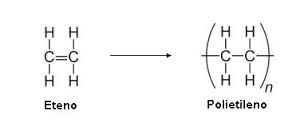 H H H H
C=C C-C
H H H H n
Eteno Polietileno